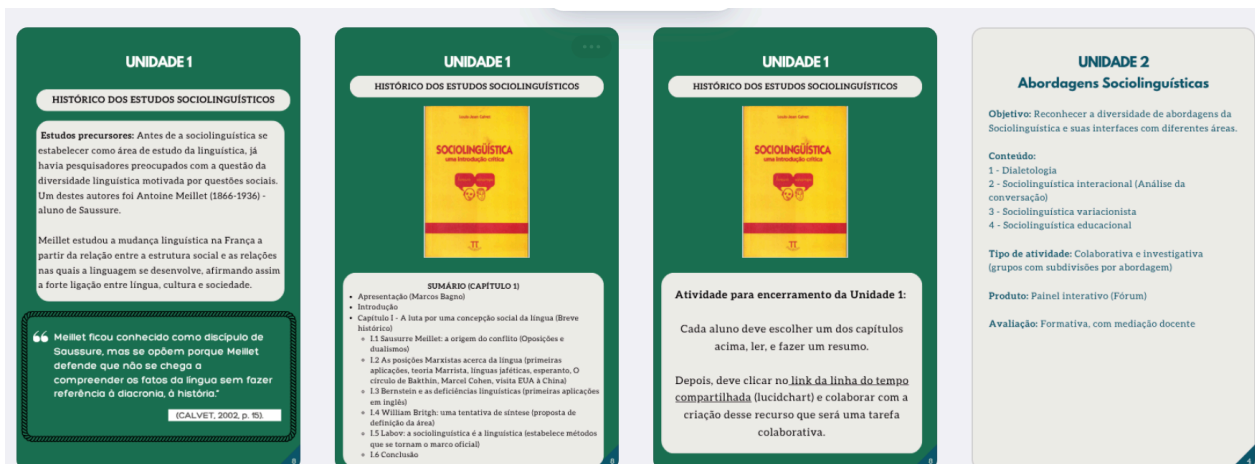 UNIDADE 1
HISTÓRICO DOS ESTUDOS SOCIOLINGUÍSTICOS
Estudos precursores: Antes de a sociolinguística se
estabelecer como área de estudo da linguística, já
havia pesquisadores preocupados com a questão da
diversidade linguística motivada por questões sociais.
Um destes autores foi Antoine Meillet (1866-1936) -
aluno de Saussure.
Meillet estudou a mudança linguística na França a
partir da relação entre a estrutura social e as relações
nas quais a linguagem se desenvolve, afirmando assim
a forte ligação entre língua, cultura e sociedade.
Meillet ficou conhecido como discípulo de
Saussure, mas se opõem porque Meillet
defende que não se chega a
compreender os fatos da língua sem fazer
referência à diacronia, à história."
(CALVET, 2002, p. 15).
8
UNIDADE 1
HISTÓRICO DOS ESTUDOS SOCIOLINGUÍSTICOS
Louis-Jean Calvet
SOCIOLINGÜÍSTICA
uma introdução crítica
SUMÁRIO (CAPÍTULO 1)
• Apresentação (Marcos Bagno)
• Introdução
• Capítulo I - A luta por uma concepção social da língua (Breve
histórico)
I.1 Sausurre Meillet: a origem do conflito (Oposições e
dualismos)
I.2 As posições Marxistas acerca da língua (primeiras
aplicações, teoria Marrista, línguas jaféticas, esperanto, O
círculo de Bakthin, Marcel Cohen, visita EUA à China)
I.3 Bernstein e as deficiências linguísticas (primeiras aplicações
em inglês)
I.4 William Britgh: uma tentativa de síntese (proposta de
definição da área)
I.5 Labov: a sociolinguística é a linguística (estabelece métodos
que se tornam o marco oficial)
I.6 Conclusão
8
UNIDADE 1
HISTÓRICO DOS ESTUDOS SOCIOLINGUÍSTICOS
Louis-Jean Calvet
SOCIOLINGÜÍSTICA
uma introdução crítica
Atividade para encerramento da Unidade 1:
Cada aluno deve escolher um dos capítulos
acima, ler, e fazer um resumo.
Depois, deve clicar no link da linha do tempo
compartilhada (lucidchart) e colaborar com a
criação desse recurso que será uma tarefa
colaborativa.
8
UNIDADE 2
Abordagens Sociolinguísticas
Objetivo: Reconhecer a diversidade de abordagens da
Sociolinguística e suas interfaces com diferentes áreas.
Conteúdo:
1 - Dialetologia
2 - Sociolinguística interacional (Análise da
conversação)
3 - Sociolinguística variacionista
4 - Sociolinguística educacional
Tipo de atividade: Colaborativa e investigativa
(grupos com subdivisões por abordagem)
Produto: Painel interativo (Fórum)
Avaliação: Formativa, com mediação docente